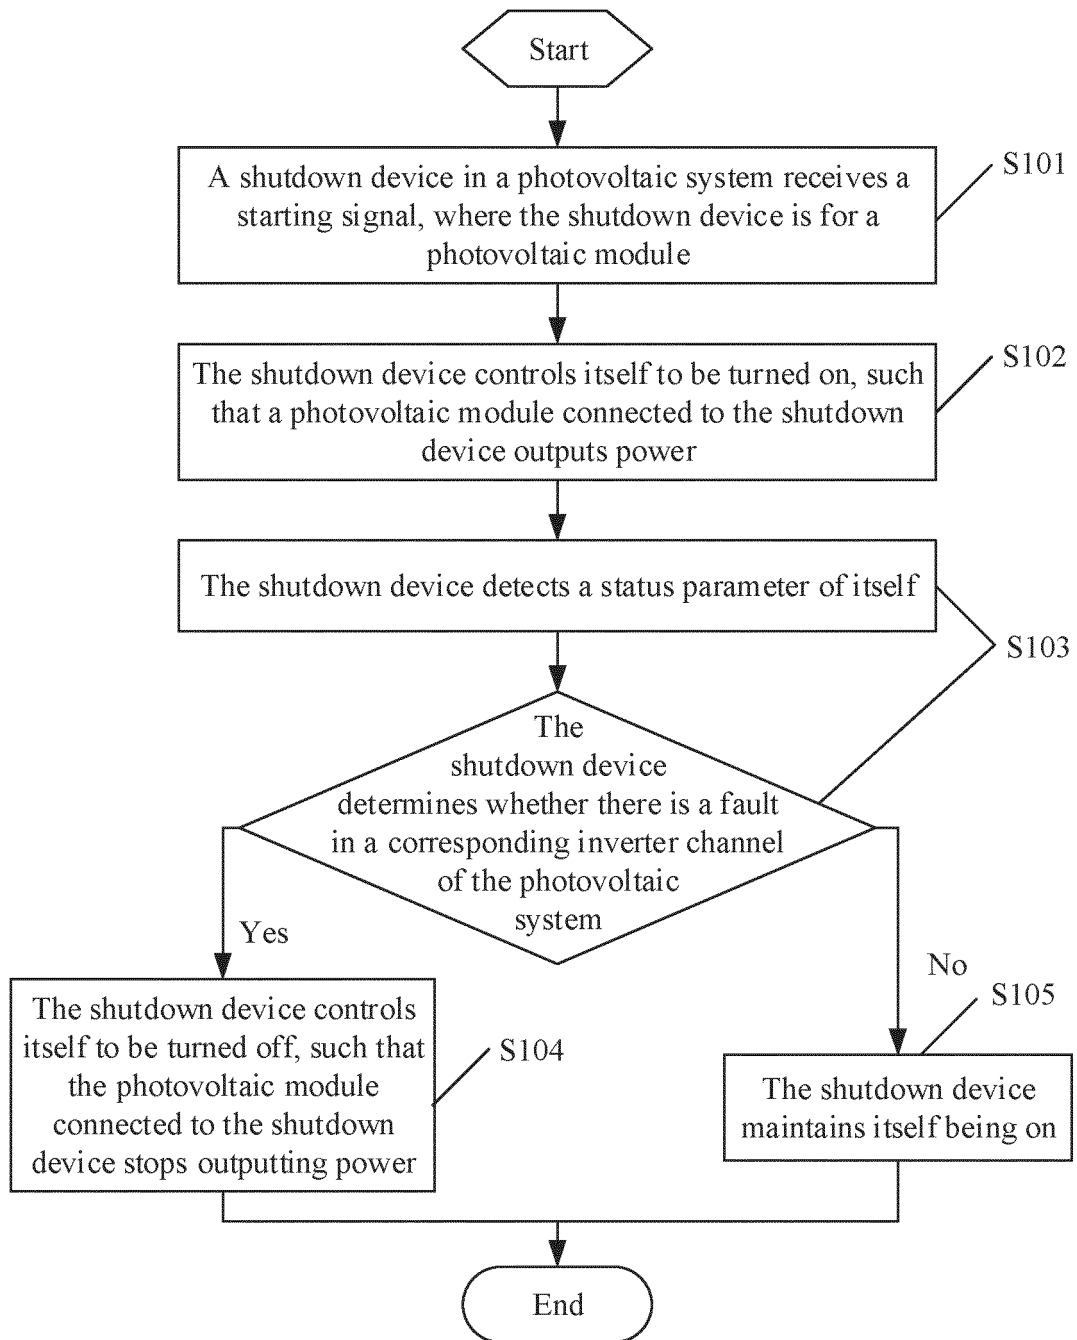 Start
A shutdown device in a photovoltaic system receives a
starting signal, where the shutdown device is for a
photovoltaic module
S101
The shutdown device controls itself to be turned on, such
that a photovoltaic module connected to the shutdown
device outputs power
S102
The shutdown device detects a status parameter of itself
S103
The
shutdown device
determines whether there is a fault
in a corresponding inverter channel
of the photovoltaic
system
Yes
No
The shutdown device controls
itself to be turned off, such that
the photovoltaic module
connected to the shutdown
device stops outputting power
S104
S105
The shutdown device
maintains itself being on
End